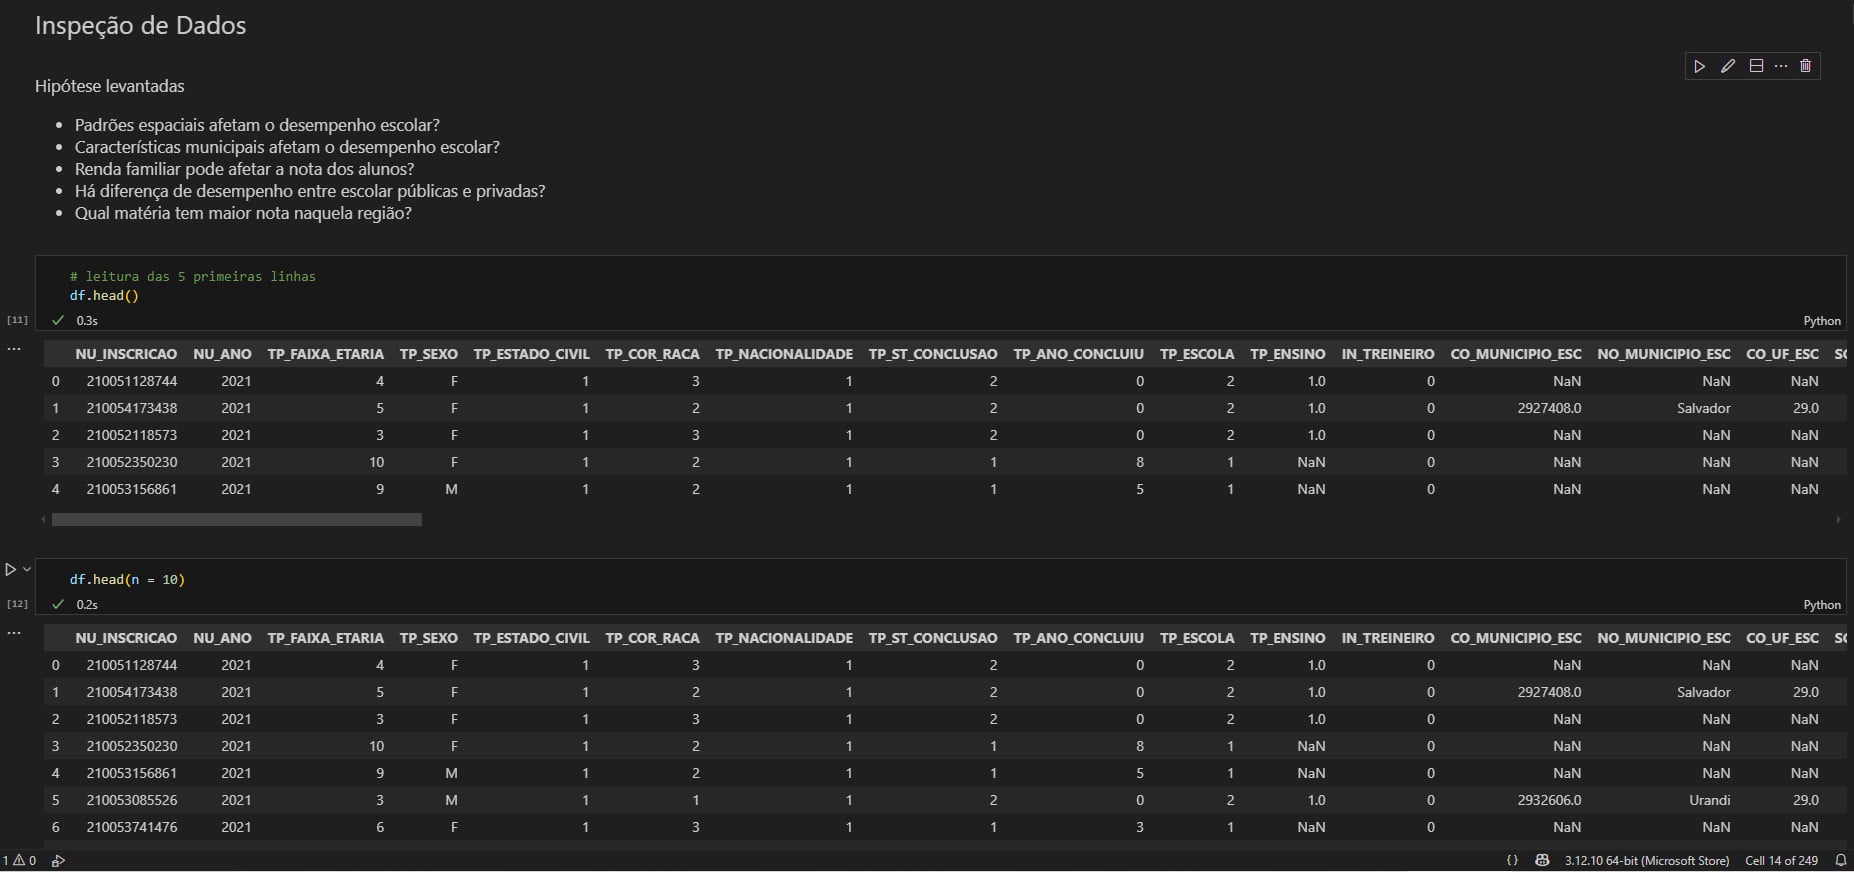 Inspeção de Dados
Hipótese levantadas
Padrões espaciais afetam o desempenho escolar?
Características municipais afetam o desempenho escolar?
Renda familiar pode afetar a nota dos alunos?
Há diferença de desempenho entre escolar públicas e privadas?
Qual matéria tem maior nota naquela região?
# leitura das 5 primeiras linhas
df.head()
[11] 0.3s Python
... NU_INSCRICAO NU_ANO TP_FAIXA_ETARIA TP_SEXO TP_ESTADO_CIVIL TP_COR_RACA TP_NACIONALIDADE TP_ST_CONCLUSAO TP_ANO_CONCLUIU TP_ESCOLA TP_ENSINO IN_TREINEIRO CO_MUNICIPIO_ESC NO_MUNICIPIO_ESC CO_UF_ESC
0 210051128744 2021 4 F 1 3 1 2 0 2 1.0 0 NaN NaN NaN
1 210054173438 2021 5 F 1 2 1 2 0 2 1.0 0 2927408.0 Salvador 29.0
2 210052118573 2021 3 F 1 3 1 2 0 2 1.0 0 NaN NaN NaN
3 210052350230 2021 10 F 1 2 1 1 8 1 NaN 0 NaN NaN NaN
4 210053156861 2021 9 M 1 2 1 1 5 1 NaN 0 NaN NaN NaN
df.head(n = 10)
[12] 0.2s Python
... NU_INSCRICAO NU_ANO TP_FAIXA_ETARIA TP_SEXO TP_ESTADO_CIVIL TP_COR_RACA TP_NACIONALIDADE TP_ST_CONCLUSAO TP_ANO_CONCLUIU TP_ESCOLA TP_ENSINO IN_TREINEIRO CO_MUNICIPIO_ESC NO_MUNICIPIO_ESC CO_UF_ESC
0 210051128744 2021 4 F 1 3 1 2 0 2 1.0 0 NaN NaN NaN
1 210054173438 2021 5 F 1 2 1 2 0 2 1.0 0 2927408.0 Salvador 29.0
2 210052118573 2021 3 F 1 3 1 2 0 2 1.0 0 NaN NaN NaN
3 210052350230 2021 10 F 1 2 1 1 8 1 NaN 0 NaN NaN NaN
4 210053156861 2021 9 M 1 2 1 1 5 1 NaN 0 NaN NaN NaN
5 210053085526 2021 3 M 1 1 1 2 0 2 1.0 0 2932606.0 Urandi 29.0
6 210053741476 2021 6 F 1 3 1 1 3 1 NaN 0 NaN NaN NaN
1 0 {} 3.12.10 64-bit (Microsoft Store) Cell 14 of 249